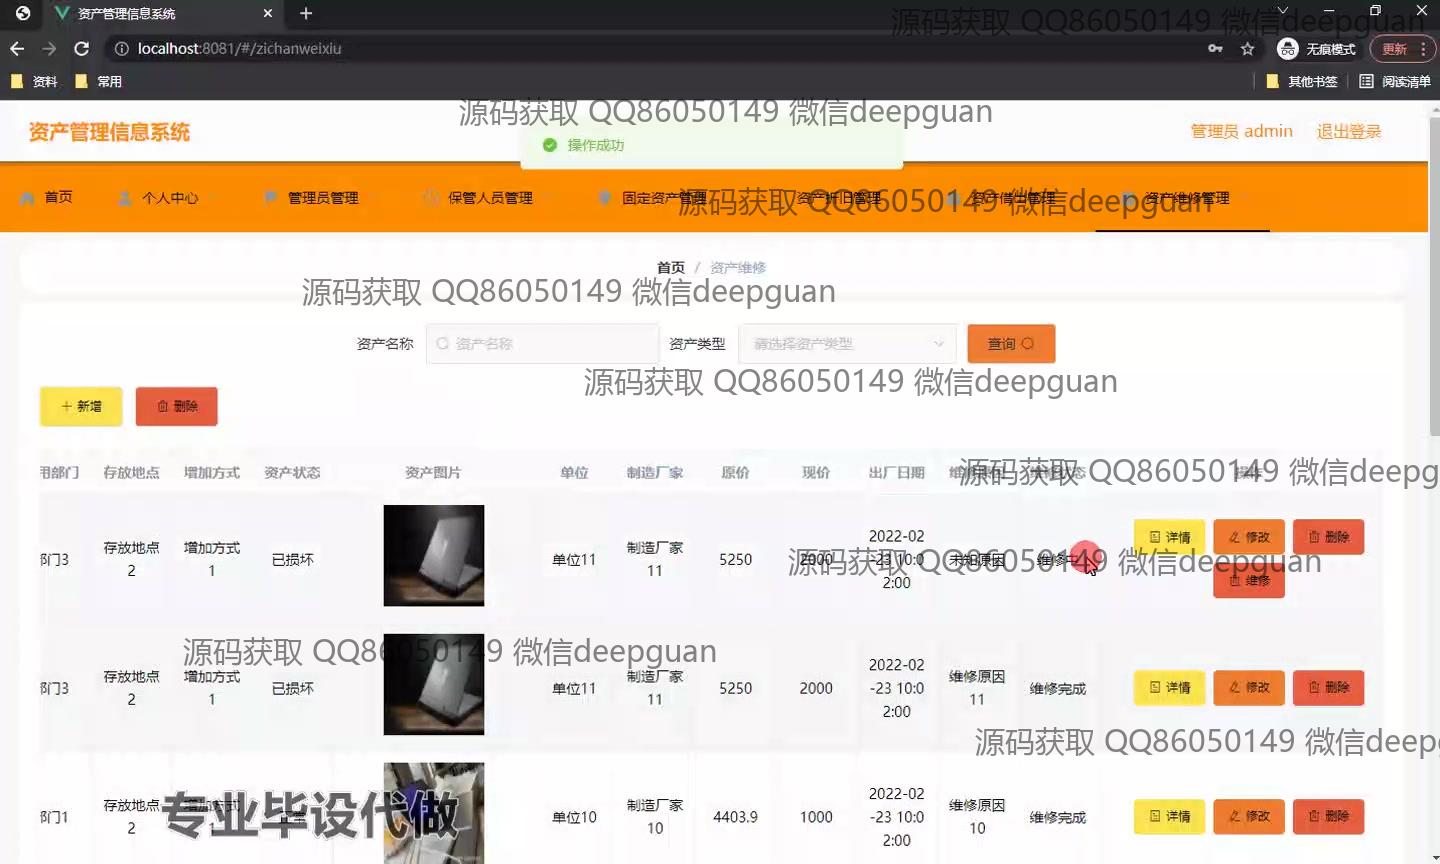 资产管理信息系统
localhost:8081/#/zichanweixiu
无痕模式
更新
资料
常用
其他书签
阅读清单
源码获取 QQ86050149 微信deepguan
源码获取 QQ86050149 微信deepguan
资产管理信息系统
操作成功
管理员 admin
退出登录
首页
个人中心
管理员管理
保管人员管理
固定资产管理
资产折旧管理
资产借出管理
资产维修管理
源码获取 QQ86050149 微信deepguan
首页 / 资产维修
源码获取 QQ86050149 微信deepguan
资产名称
资产名称
资产类型
请选择资产类型
查询
源码获取 QQ86050149 微信deepguan
新增
删除
用部门 存放地点 增加方式 资产状态 资产图片 单位 制造厂家 原价 现价 出厂日期 维修原因 维修状态 操作
源码获取 QQ86050149 微信deepg
部门3
存放地点
2
增加方式
1
已损坏
单位11
制造厂家
11
5250
2000
2022-02
-23 10:0
2:00
未知原因
维修中
详情
修改
删除
维修
源码获取 QQ86050149 微信deepguan
源码获取 QQ86050149 微信deepguan
部门3
存放地点
2
增加方式
1
已损坏
单位11
制造厂家
11
5250
2000
2022-02
-23 10:0
2:00
维修原因
11
维修完成
详情
修改
删除
源码获取 QQ86050149 微信deep
部门1
存放地点
2
增加方式
正常
单位10
制造厂家
10
4403.9
1000
2022-02
-23 10:0
2:00
维修原因
10
维修完成
详情
修改
删除
专业毕设代做